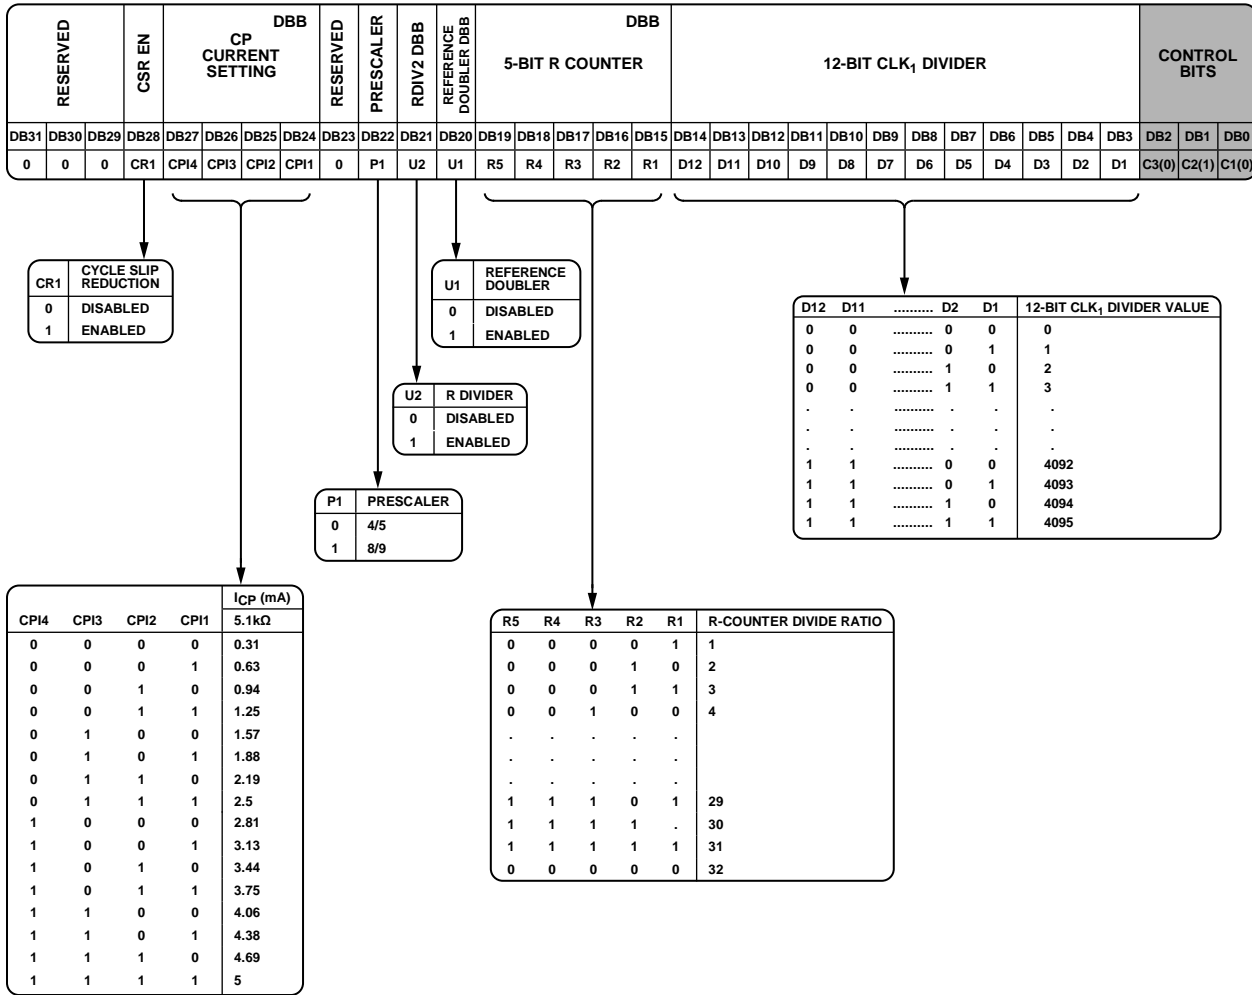 RESERVED
CSR EN
DBB
CP
CURRENT
SETTING
RESERVED
PRESCALER
RDIV2 DBB
REFERENCE
DOUBLER DBB
DBB
5-BIT R COUNTER
12-BIT CLK1 DIVIDER
CONTROL
BITS
DB31 DB30 DB29 DB28 DB27 DB26 DB25 DB24 DB23 DB22 DB21 DB20 DB19 DB18 DB17 DB16 DB15 DB14 DB13 DB12 DB11 DB10 DB9 DB8 DB7 DB6 DB5 DB4 DB3 DB2 DB1 DB0
0 0 0 CR1 CPI4 CPI3 CPI2 CPI1 0 P1 U2 U1 R5 R4 R3 R2 R1 D12 D11 D10 D9 D8 D7 D6 D5 D4 D3 D2 D1 C3(0) C2(1) C1(0)
CR1 CYCLE SLIP
REDUCTION
0 DISABLED
1 ENABLED
U1 REFERENCE
DOUBLER
0 DISABLED
1 ENABLED
U2 R DIVIDER
0 DISABLED
1 ENABLED
P1 PRESCALER
0 4/5
1 8/9
D12 D11 .......... D2 D1 12-BIT CLK1 DIVIDER VALUE
0 0 .......... 0 0 0
0 0 .......... 0 1 1
0 0 .......... 1 0 2
0 0 .......... 1 1 3
. . .......... . . .
. . .......... . . .
. . .......... . . .
1 1 .......... 0 0 4092
1 1 .......... 0 1 4093
1 1 .......... 1 0 4094
1 1 .......... 1 1 4095
ICP (mA)
CPI4 CPI3 CPI2 CPI1 5.1kΩ
0 0 0 0 0.31
0 0 0 1 0.63
0 0 1 0 0.94
0 0 1 1 1.25
0 1 0 0 1.57
0 1 0 1 1.88
0 1 1 0 2.19
0 1 1 1 2.5
1 0 0 0 2.81
1 0 0 1 3.13
1 0 1 0 3.44
1 0 1 1 3.75
1 1 0 0 4.06
1 1 0 1 4.38
1 1 1 0 4.69
1 1 1 1 5
R5 R4 R3 R2 R1 R-COUNTER DIVIDE RATIO
0 0 0 0 1 1
0 0 0 1 0 2
0 0 0 1 1 3
0 0 1 0 0 4
. . . . .
. . . . .
. . . . .
1 1 1 0 1 29
1 1 1 1 . 30
1 1 1 1 1 31
0 0 0 0 0 32